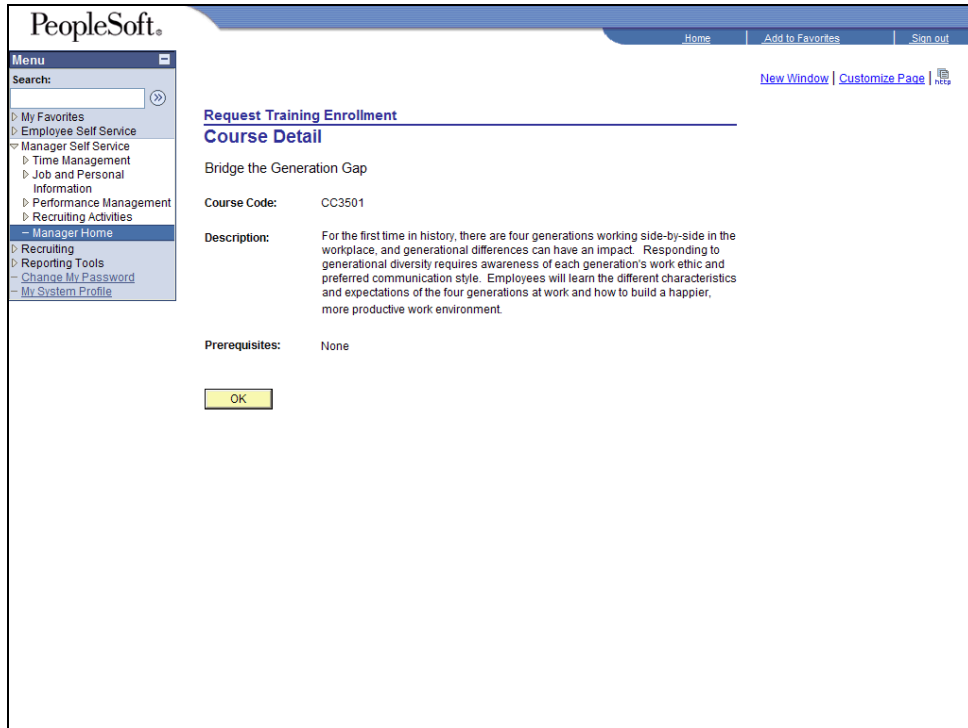 PeopleSoft®
Home
Add to Favorites
Sign out
Menu
Search:
My Favorites
Employee Self Service
Manager Self Service
Time Management
Job and Personal
Information
Performance Management
Recruiting Activities
Manager Home
Recruiting
Reporting Tools
Change My Password
My System Profile
New Window | Customize Page | http
Request Training Enrollment
Course Detail
Bridge the Generation Gap
Course Code: CC3501
Description: For the first time in history, there are four generations working side-by-side in the
workplace, and generational differences can have an impact. Responding to
generational diversity requires awareness of each generation's work ethic and
preferred communication style. Employees will learn the different characteristics
and expectations of the four generations at work and how to build a happier,
more productive work environment.
Prerequisites: None
OK